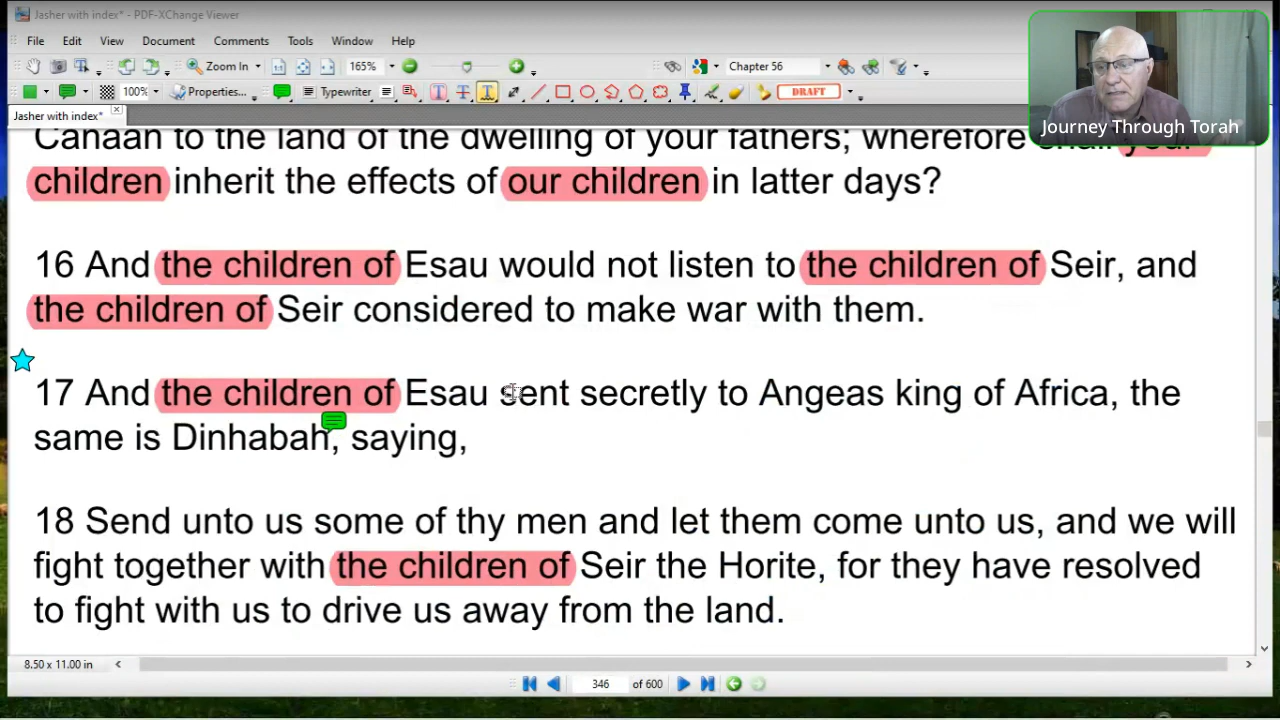 Jasher with index* - PDF-XChange Viewer
File Edit View Document Comments Tools Window Help
Zoom In 165% Chapter 56
100% Properties... Typewriter DRAFT
Jasher with index*
Journey Through Torah
Canaan to the land of the dwelling of your fathers; wherefore shall your
children inherit the effects of our children in latter days?
16 And the children of Esau would not listen to the children of Seir, and
the children of Seir considered to make war with them.
17 And the children of Esau sent secretly to Angeas king of Africa, the
same is Dinhabah, saying,
18 Send unto us some of thy men and let them come unto us, and we will
fight together with the children of Seir the Horite, for they have resolved
to fight with us to drive us away from the land.
8.50 x 11.00 in
346 of 600